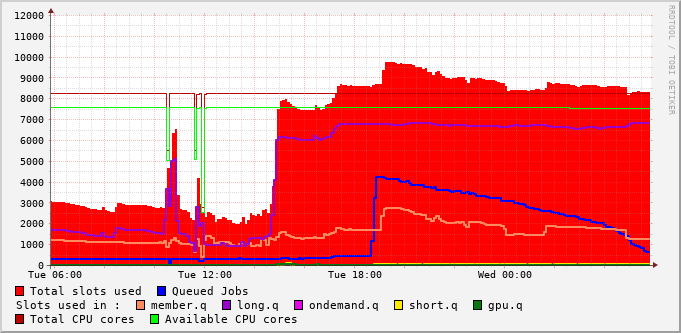 RRDTOOL / TOBI OETIKER
12000
11000
10000
9000
8000
7000
6000
5000
4000
3000
2000
1000
0
Tue 06:00 Tue 12:00 Tue 18:00 Wed 00:00
Total slots used Queued Jobs
Slots used in : member.q long.q ondemand.q short.q gpu.q
Total CPU cores Available CPU cores